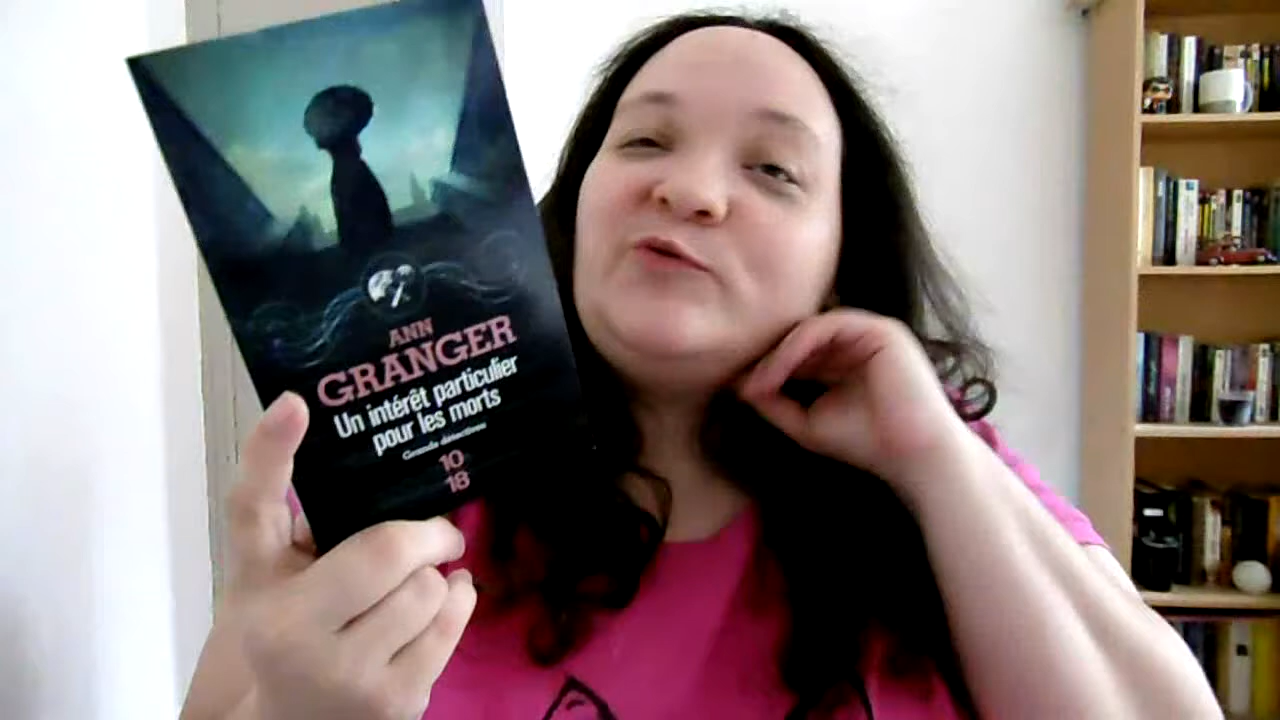 ANN
GRANGER
Un intérêt particulier
pour les morts
Grands détectives
10
18